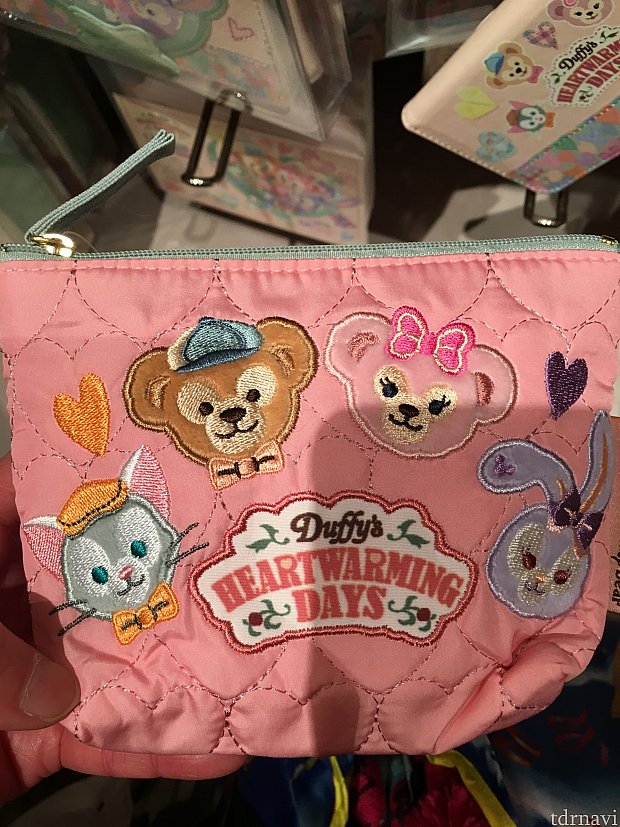 Duffy's
HEARTWARMING
DAYS
Duffy's
HEARTWARMING
DAYS
tdrnavi